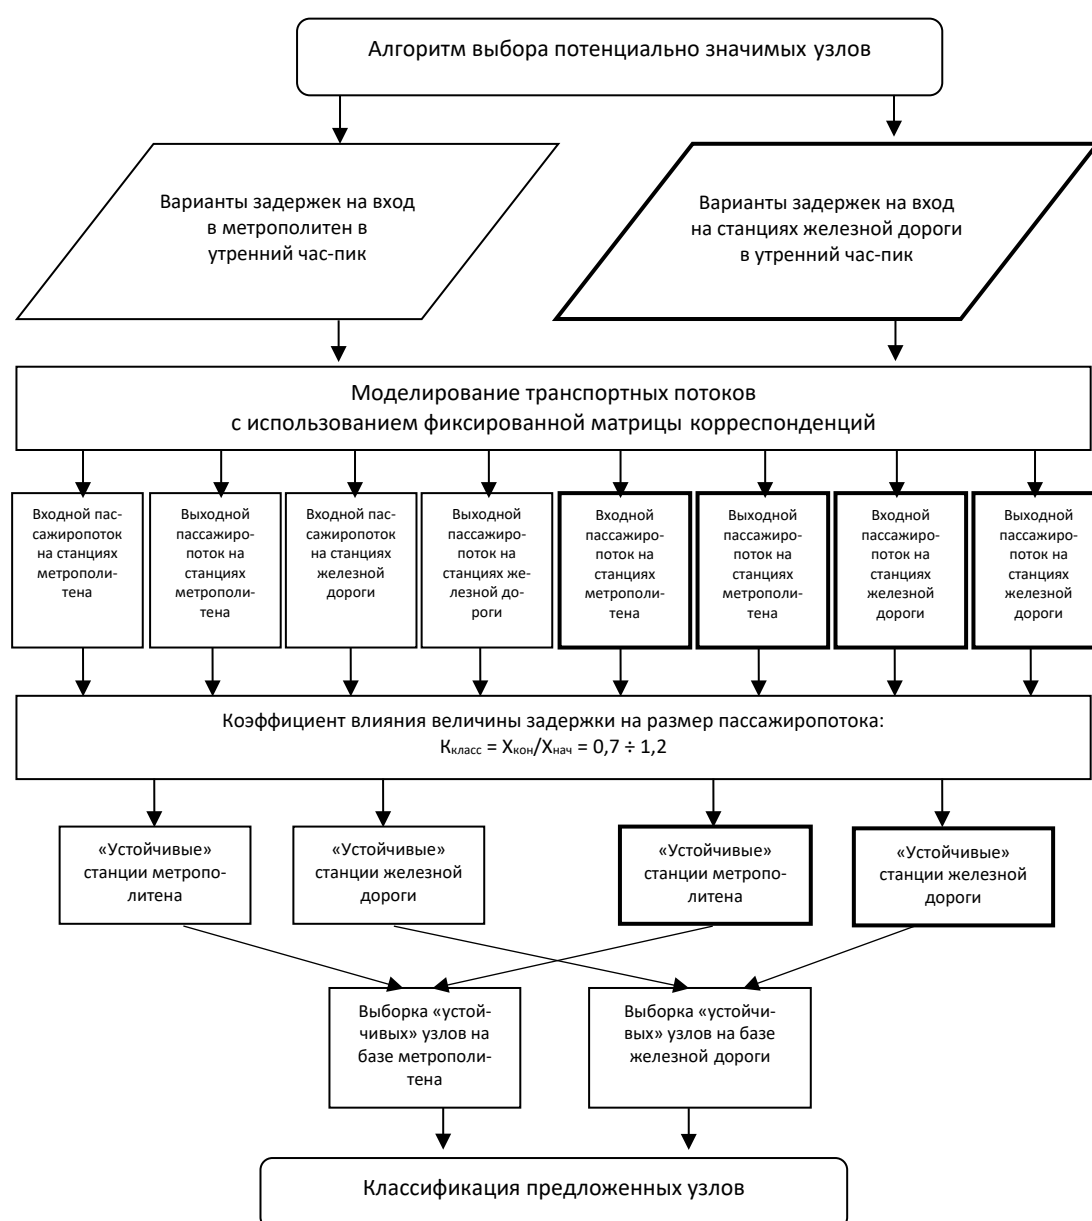 Алгоритм выбора потенциально значимых узлов
Варианты задержек на вход
в метрополитен в
утренний час-пик
Варианты задержек на вход
на станциях железной дороги
в утренний час-пик
Моделирование транспортных потоков
с использованием фиксированной матрицы корреспонденций
Входной пас-
сажиропоток
на станциях
метрополи-
тена
Выходной
пассажиро-
поток на
станциях
метрополи-
тена
Входной пас-
сажиропоток
на станциях
железной
дороги
Выходной
пассажиро-
поток на
станциях же-
лезной до-
роги
Входной
пассажиро-
поток на
станциях
метрополи-
тена
Выходной
пассажиро-
поток на
станциях
метрополи-
тена
Входной
пассажиро-
поток на
станциях
железной
дороги
Выходной
пассажиро-
поток на
станциях
железной
дороги
Коэффициент влияния величины задержки на размер пассажиропотока:
Ккласс = Хкон/Хнач = 0,7 ÷ 1,2
«Устойчивые»
станции метропо-
литена
«Устойчивые»
станции железной
дороги
«Устойчивые»
станции метропо-
литена
«Устойчивые»
станции железной
дороги
Выборка «устой-
чивых» узлов на
базе метрополи-
тена
Выборка «устойчи-
вых» узлов на базе
железной дороги
Классификация предложенных узлов